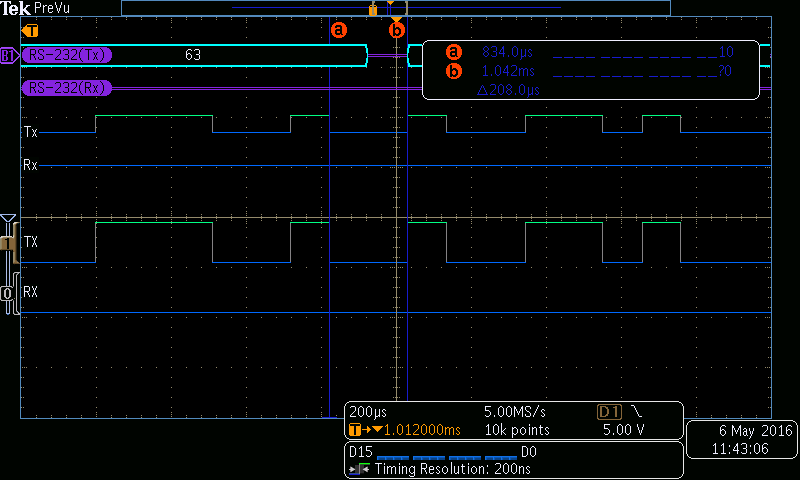 Tek PreVu
T
a b
B1 RS-232(Tx) 63
a 834.0µs 10
b 1.042ms ?0
△208.0µs
RS-232(Rx)
Tx
Rx
1 TX
0 RX
200µs 5.00MS/s D1
T→▼1.012000ms 10k points 5.00 V
6 May 2016
11:43:06
D15 D0
Timing Resolution: 200ns